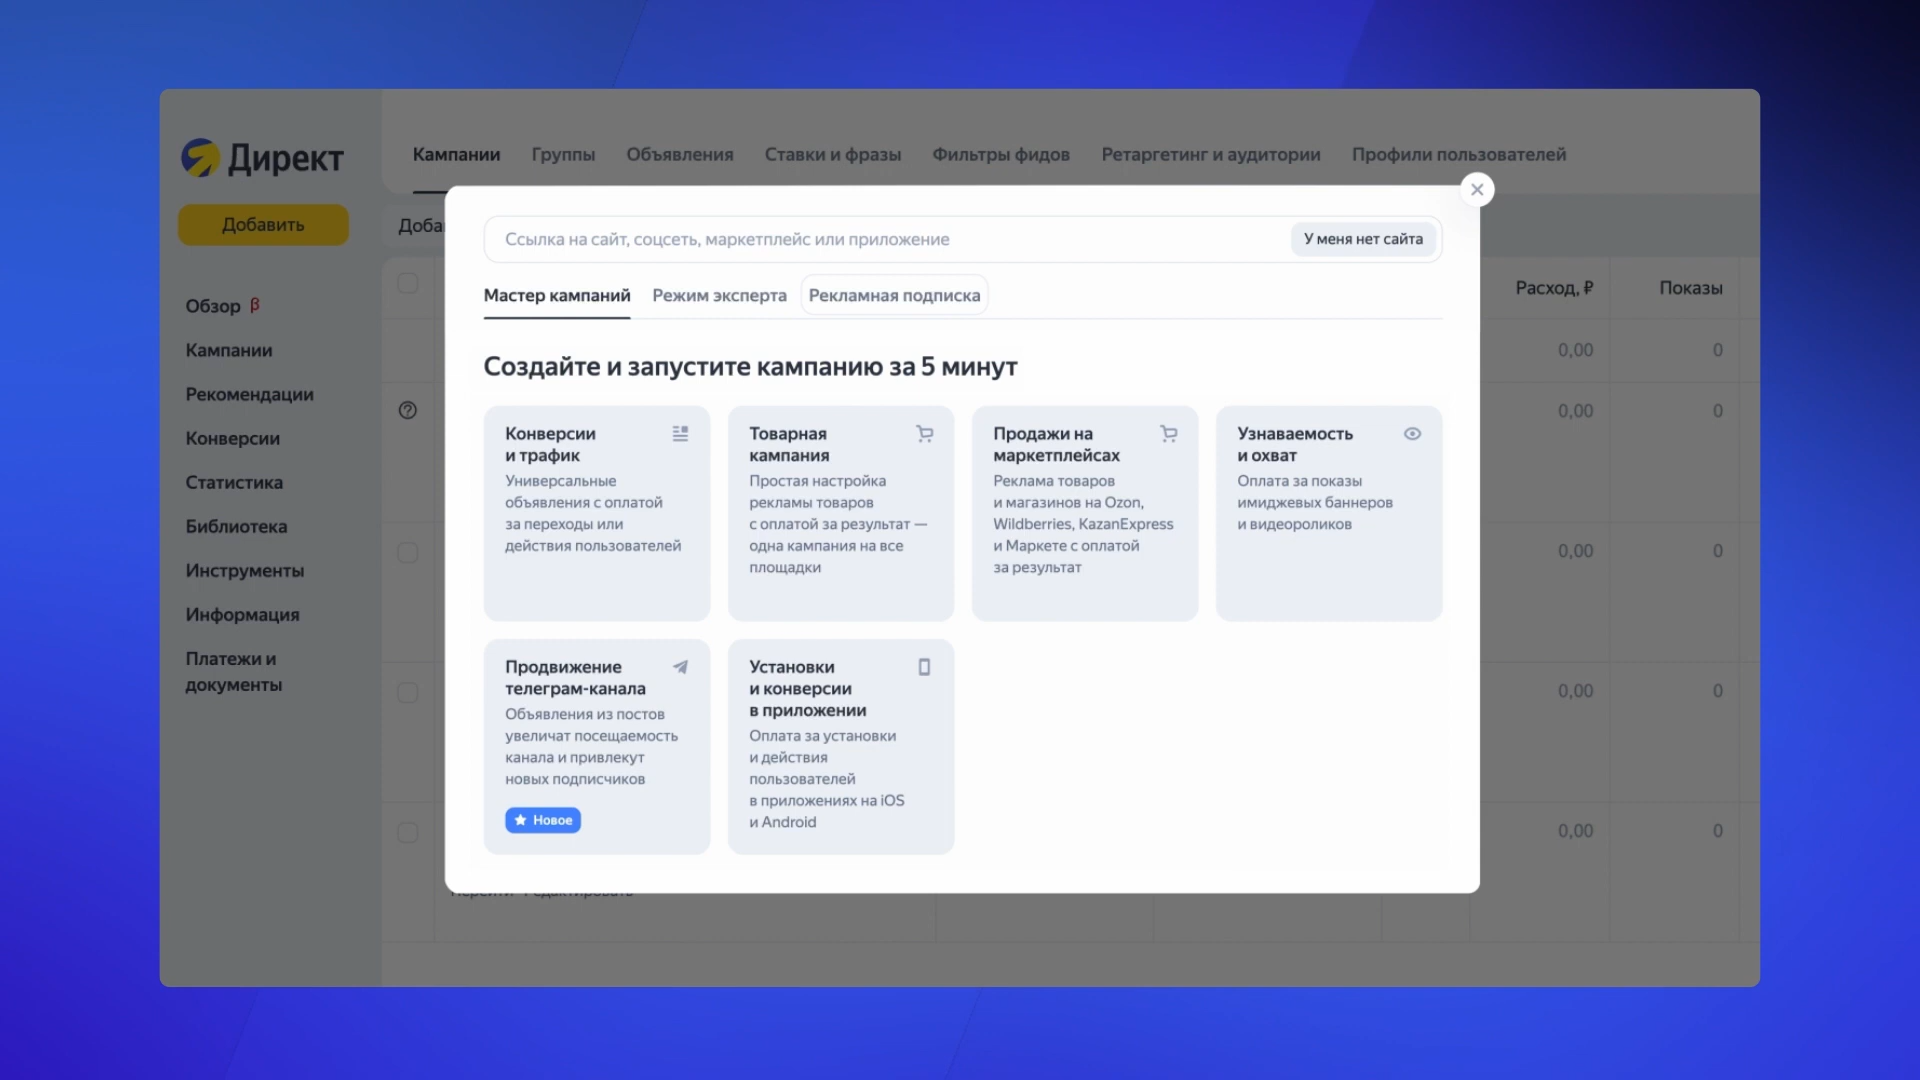 Директ
Добавить
Обзор β
Кампании
Рекомендации
Конверсии
Статистика
Библиотека
Инструменты
Информация
Платежи и
документы
Кампании Группы Объявления Ставки и фразы Фильтры фидов Ретаргетинг и аудитории Профили пользователей
Ссылка на сайт, соцсеть, маркетплейс или приложение
У меня нет сайта
Мастер кампаний Режим эксперта Рекламная подписка
Создайте и запустите кампанию за 5 минут
Конверсии
и трафик
Универсальные
объявления с оплатой
за переходы или
действия пользователей
Товарная
кампания
Простая настройка
рекламы товаров
с оплатой за результат —
одна кампания на все
площадки
Продажи на
маркетплейсах
Реклама товаров
и магазинов на Ozon,
Wildberries, KazanExpress
и Маркете с оплатой
за результат
Узнаваемость
и охват
Оплата за показы
имиджевых баннеров
и видеороликов
Продвижение
телеграм-канала
Объявления из постов
увеличат посещаемость
канала и привлекут
новых подписчиков
Новое
Установки
и конверсии
в приложении
Оплата за установки
и действия
пользователей
в приложениях на iOS
и Android
Расход, ₽ Показы
0,00 0
0,00 0
0,00 0
0,00 0
0,00 0